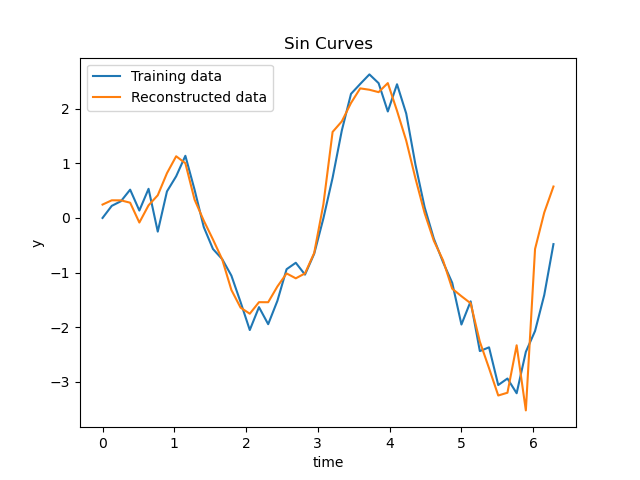 Sin Curves
Training data
Reconstructed data
2
1
0
−1
−2
−3
y
0 1 2 3 4 5 6
time